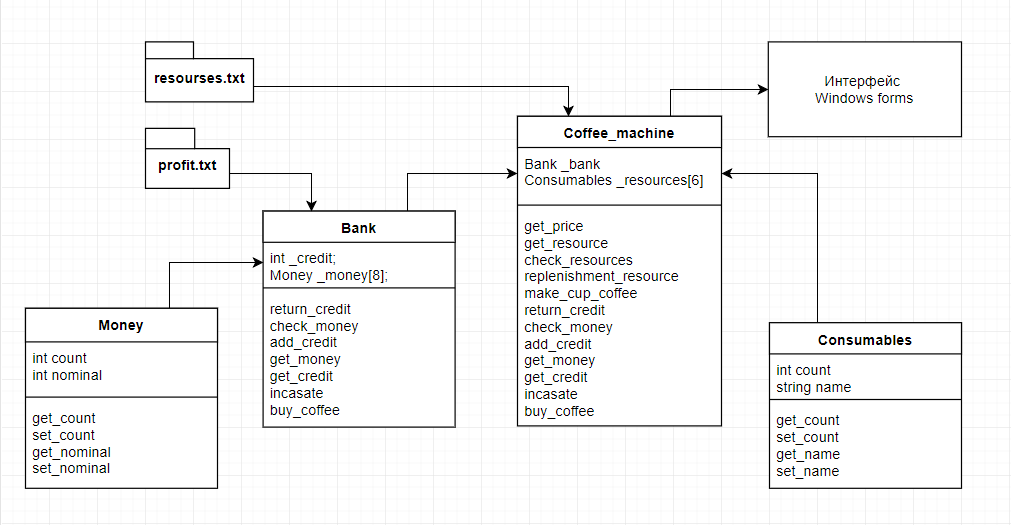 resourses.txt
profit.txt
Интерфейс
Windows forms
Coffee_machine
Bank _bank
Consumables _resources[6]
get_price
get_resource
check_resources
replenishment_resource
make_cup_coffee
return_credit
check_money
add_credit
get_money
get_credit
incasate
buy_coffee
Bank
int _credit;
Money _money[8];
return_credit
check_money
add_credit
get_money
get_credit
incasate
buy_coffee
Money
int count
int nominal
get_count
set_count
get_nominal
set_nominal
Consumables
int count
string name
get_count
set_count
get_name
set_name